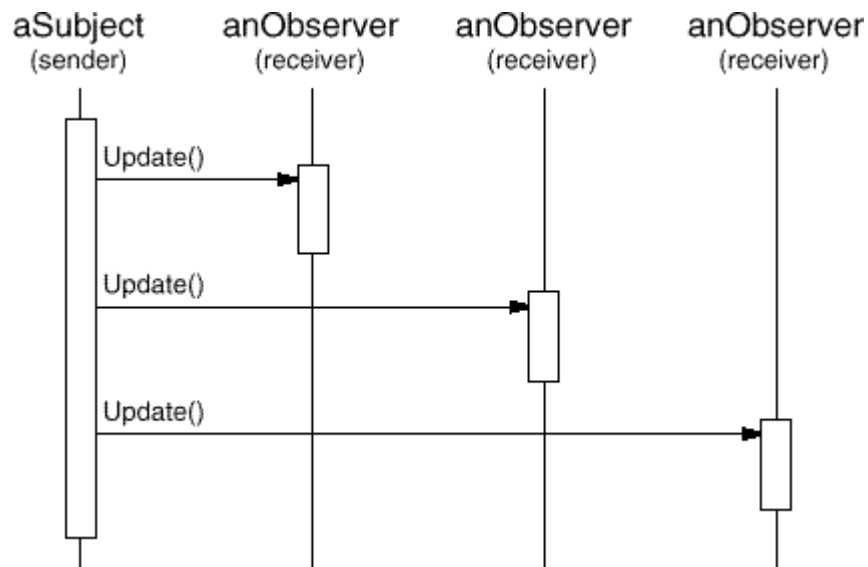 aSubject anObserver anObserver anObserver
(sender) (receiver) (receiver) (receiver)
Update()
Update()
Update()